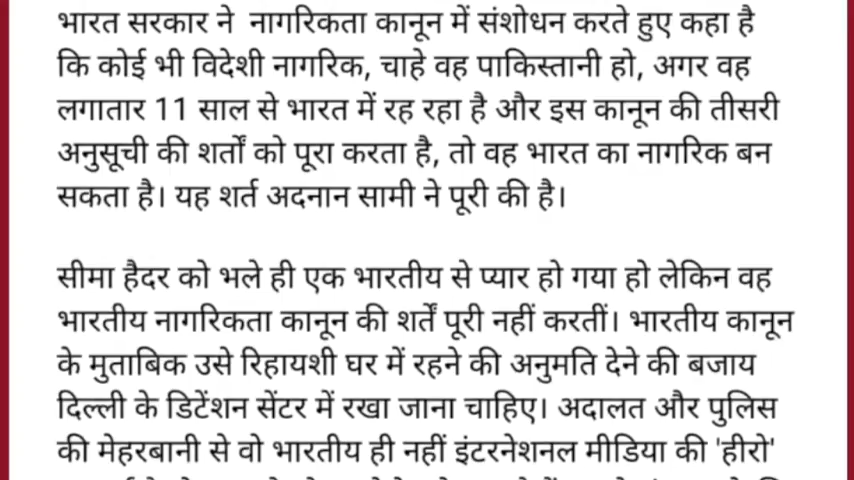 भारत सरकार ने नागरिकता कानून में संशोधन करते हुए कहा है
कि कोई भी विदेशी नागरिक, चाहे वह पाकिस्तानी हो, अगर वह
लगातार 11 साल से भारत में रह रहा है और इस कानून की तीसरी
अनुसूची की शर्तों को पूरा करता है, तो वह भारत का नागरिक बन
सकता है। यह शर्त अदनान सामी ने पूरी की है।
सीमा हैदर को भले ही एक भारतीय से प्यार हो गया हो लेकिन वह
भारतीय नागरिकता कानून की शर्तें पूरी नहीं करतीं। भारतीय कानून
के मुताबिक उसे रिहायशी घर में रहने की अनुमति देने की बजाय
दिल्ली के डिटेंशन सेंटर में रखा जाना चाहिए। अदालत और पुलिस
की मेहरबानी से वो भारतीय ही नहीं इंटरनेशनल मीडिया की 'हीरो'